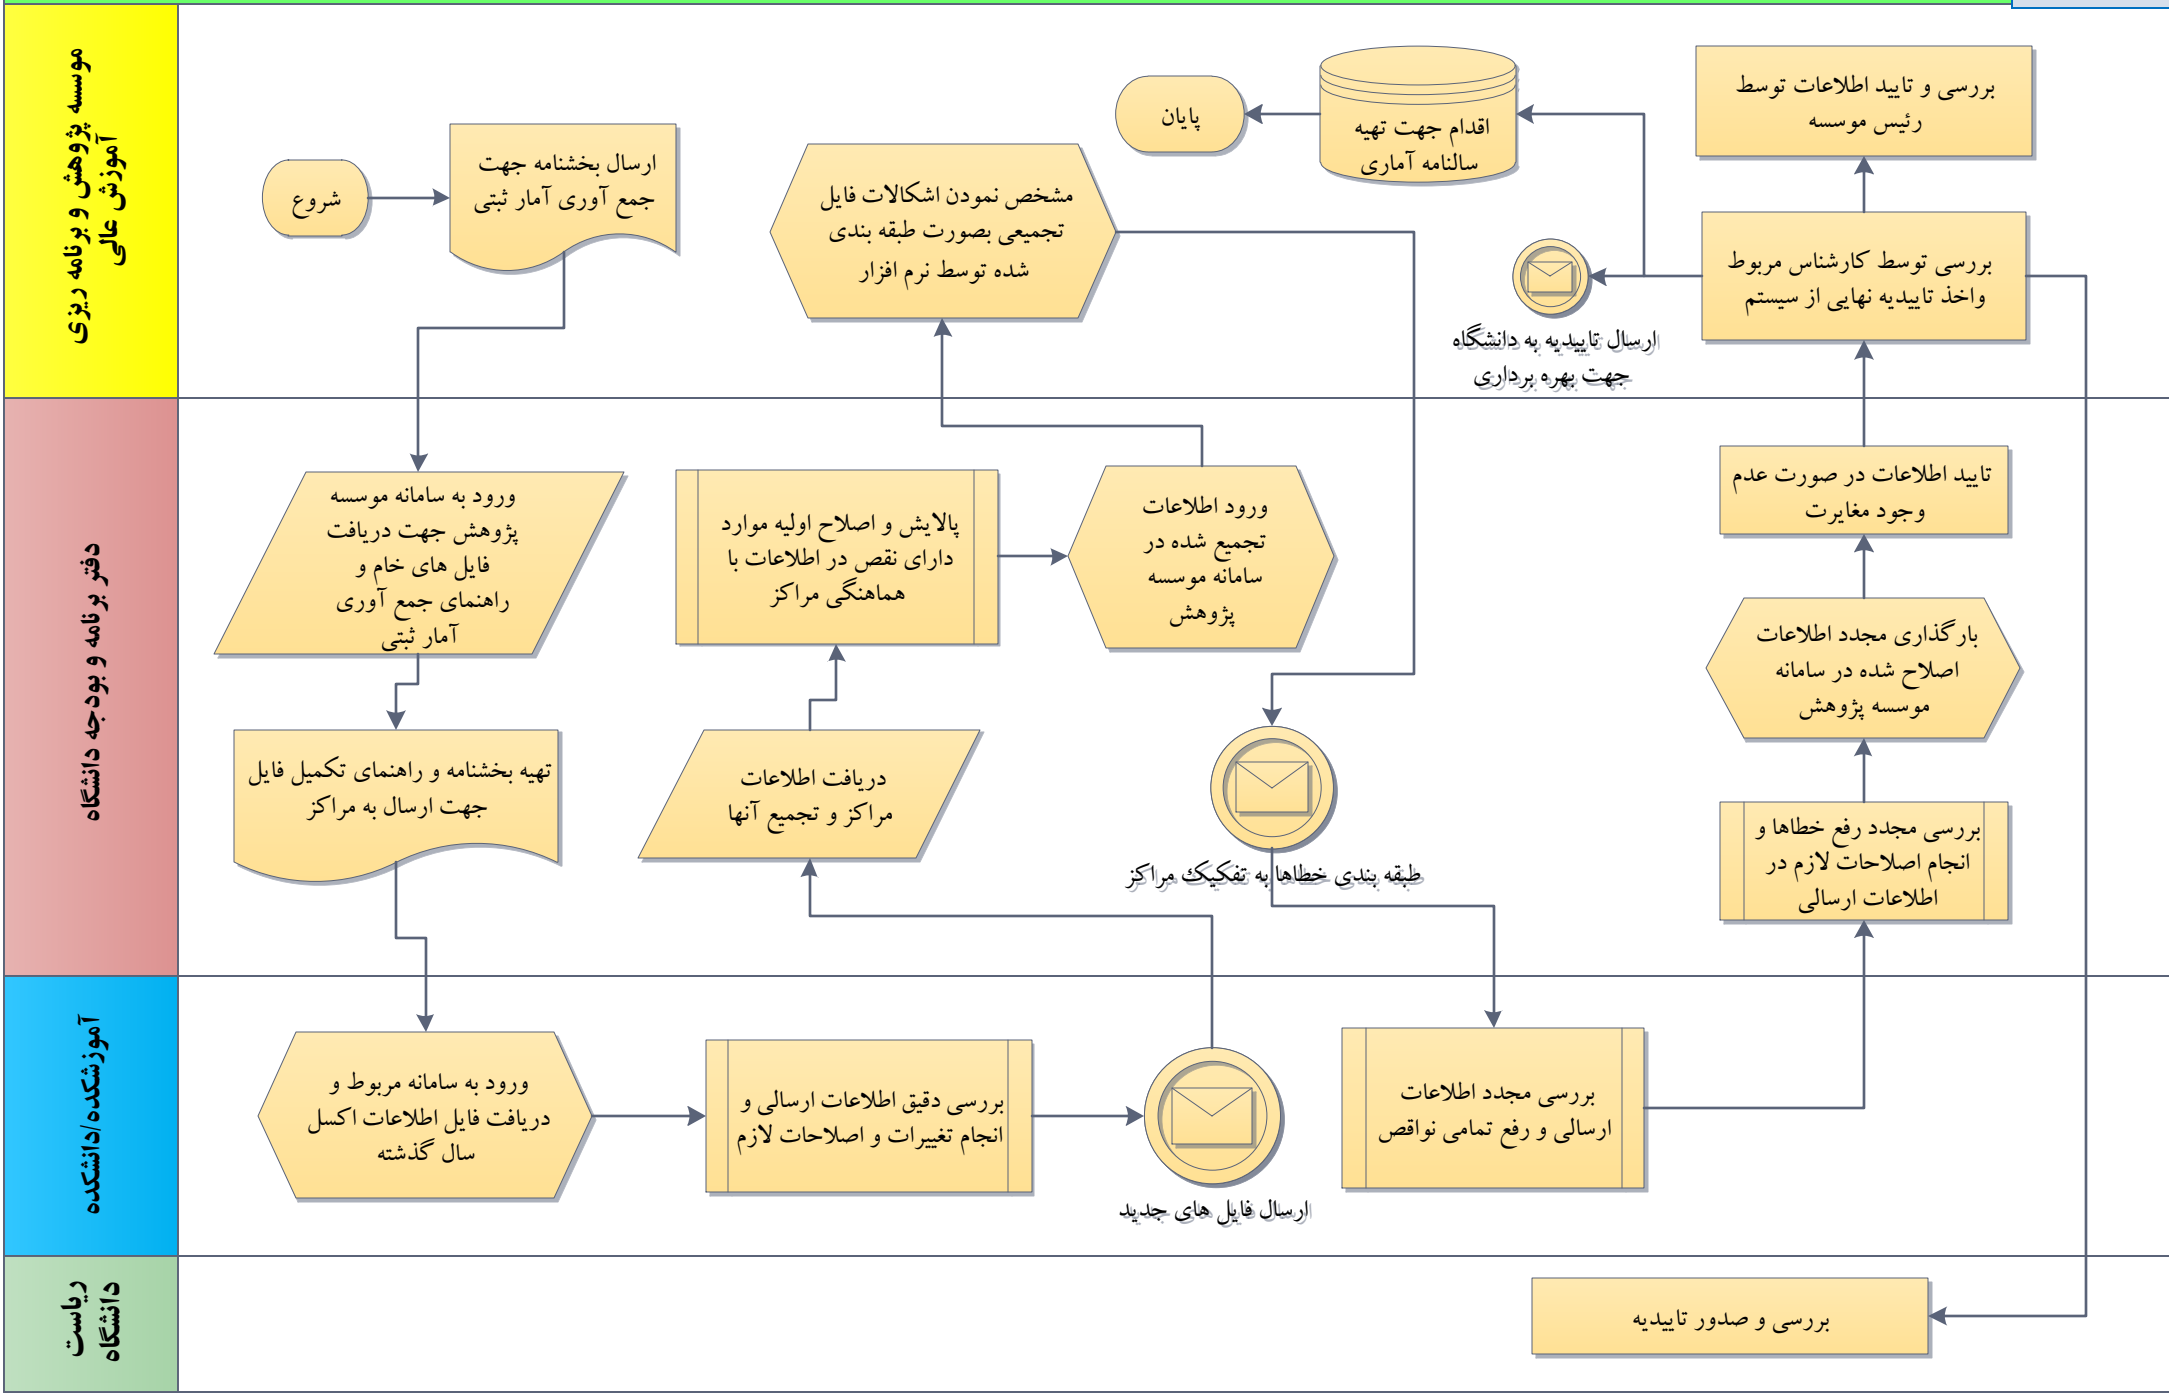 موسسه پژوهش و برنامه ریزی
آموزش عالی
شروع
ارسال بخشنامه جهت
جمع آوری آمار ثبتی
مشخص نمودن اشکالات فایل
تجمیعی بصورت طبقه بندی
شده توسط نرم افزار
پایان
اقدام جهت تهیه
سالنامه آماری
بررسی و تایید اطلاعات توسط
رئیس موسسه
بررسی توسط کارشناس مربوط
واخذ تاییدیه نهایی از سیستم
ارسال تاییدیه به دانشگاه
جهت بهره برداری
دفتر برنامه و بودجه دانشگاه
ورود به سامانه موسسه
پژوهش جهت دریافت
فایل های خام و
راهنمای جمع آوری
آمار ثبتی
پالایش و اصلاح اولیه موارد
دارای نقص در اطلاعات با
هماهنگی مراکز
ورود اطلاعات
تجمیع شده در
سامانه موسسه
پژوهش
تایید اطلاعات در صورت عدم
وجود مغایرت
بارگذاری مجدد اطلاعات
اصلاح شده در سامانه
موسسه پژوهش
تهیه بخشنامه و راهنمای تکمیل فایل
جهت ارسال به مراکز
دریافت اطلاعات
مراکز و تجمیع آنها
طبقه بندی خطاها به تفکیک مراکز
بررسی مجدد رفع خطاها و
انجام اصلاحات لازم در
اطلاعات ارسالی
آموزشکده/دانشکده
ورود به سامانه مربوط و
دریافت فایل اطلاعات اکسل
سال گذشته
بررسی دقیق اطلاعات ارسالی و
انجام تغییرات و اصلاحات لازم
ارسال فایل های جدید
بررسی مجدد اطلاعات
ارسالی و رفع تمامی نواقص
ریاست
دانشگاه
بررسی و صدور تاییدیه